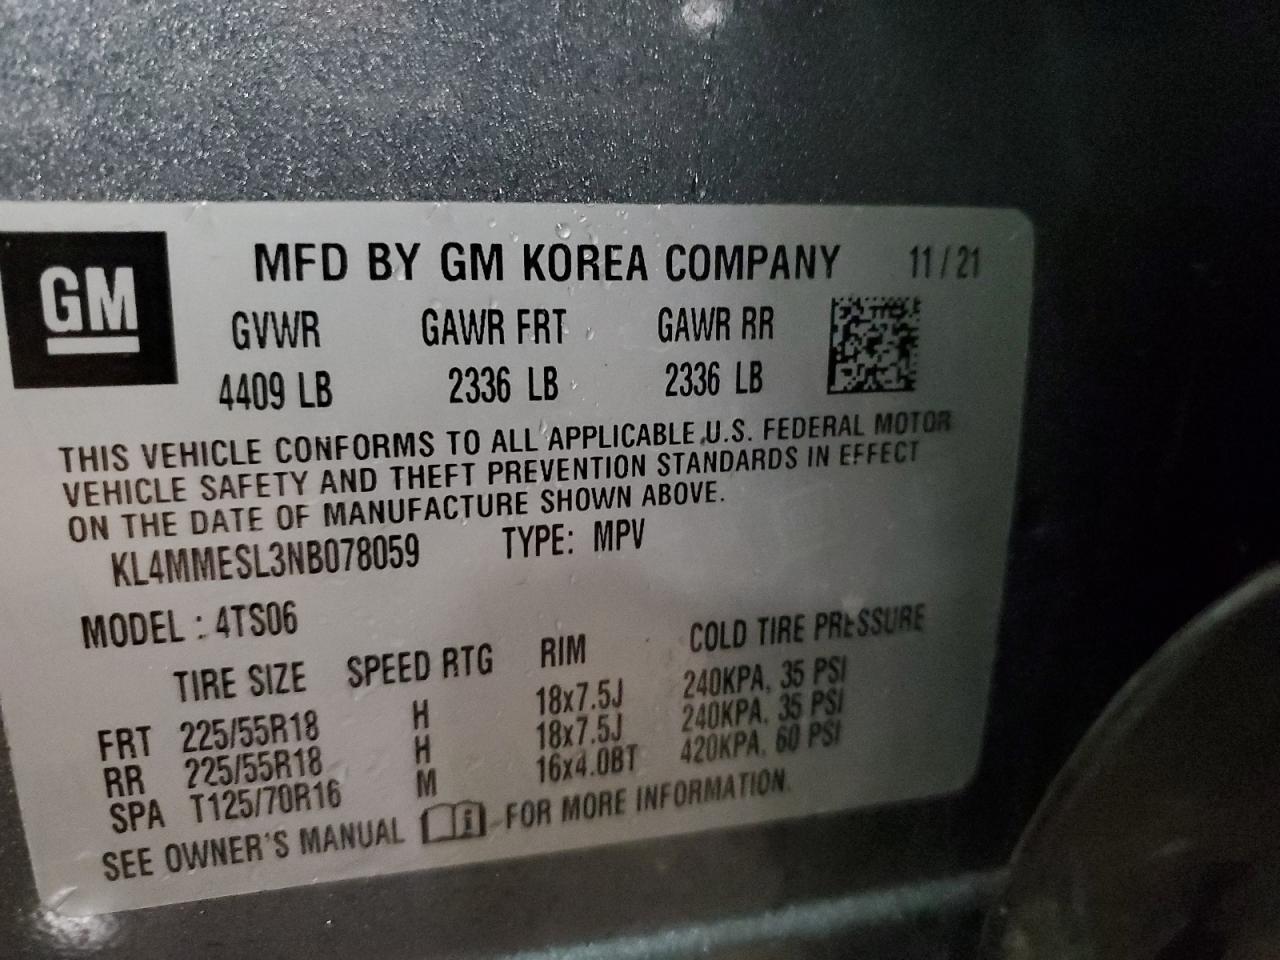 GM
MFD BY GM KOREA COMPANY 11/21
GVWR GAWR FRT GAWR RR
4409 LB 2336 LB 2336 LB
THIS VEHICLE CONFORMS TO ALL APPLICABLE U.S. FEDERAL MOTOR
VEHICLE SAFETY AND THEFT PREVENTION STANDARDS IN EFFECT
ON THE DATE OF MANUFACTURE SHOWN ABOVE.
KL4MMESL3NB078059 TYPE: MPV
MODEL : 4TS06
TIRE SIZE SPEED RTG RIM COLD TIRE PRESSURE
FRT 225/55R18 H 18x7.5J 240KPA, 35 PSI
RR 225/55R18 H 18x7.5J 240KPA, 35 PSI
SPA T125/70R16 M 16x4.0BT 420KPA, 60 PSI
SEE OWNER'S MANUAL FOR MORE INFORMATION.